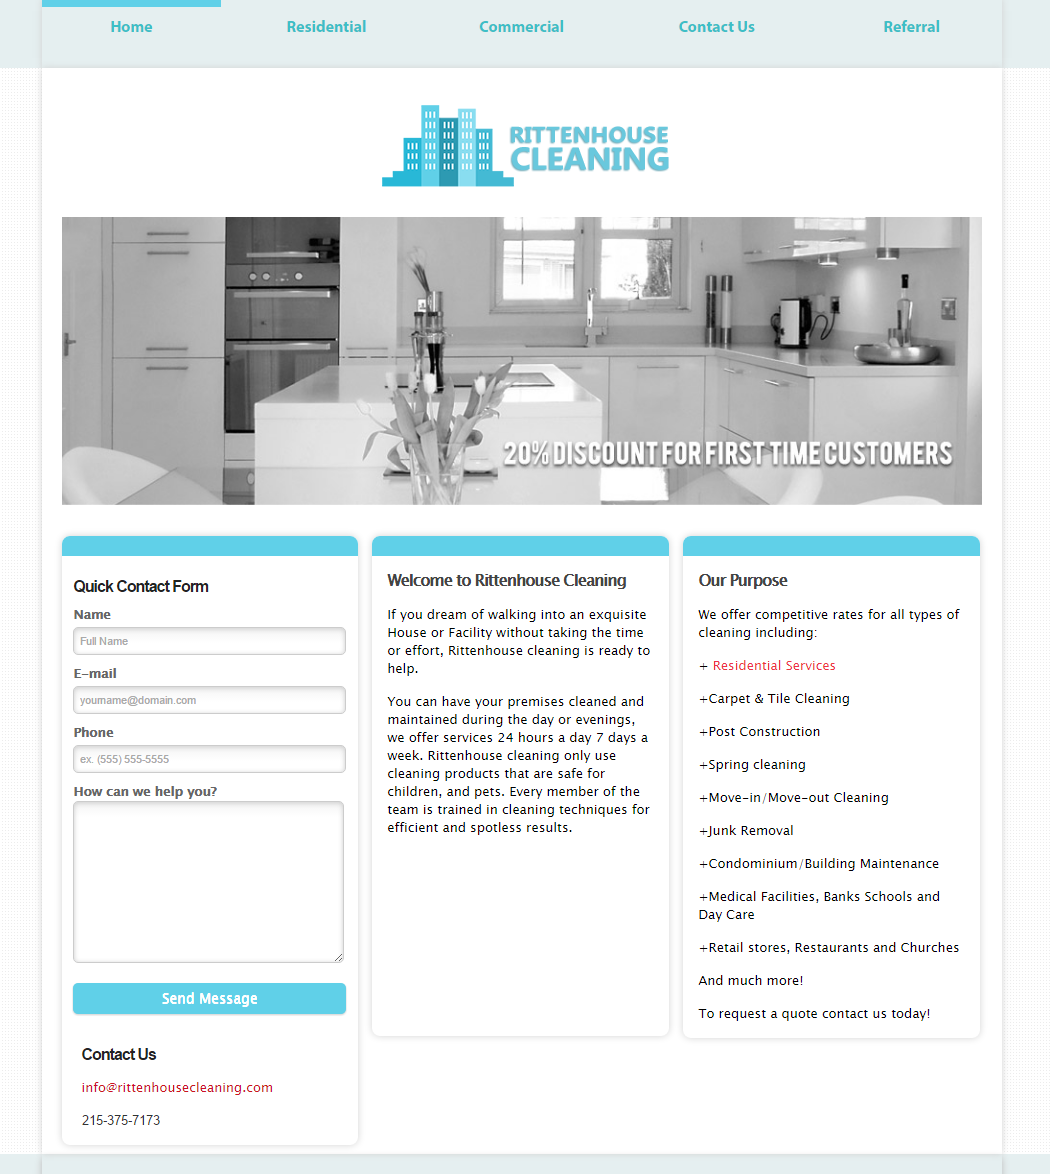 Home
Residential
Commercial
Contact Us
Referral
RITTENHOUSE
CLEANING
20% DISCOUNT FOR FIRST TIME CUSTOMERS
Quick Contact Form
Name
Full Name
E-mail
yourname@domain.com
Phone
ex. (555) 555-5555
How can we help you?
Send Message
Contact Us
info@rittenhousecleaning.com
215-375-7173
Welcome to Rittenhouse Cleaning
If you dream of walking into an exquisite
House or Facility without taking the time
or effort, Rittenhouse cleaning is ready to
help.
You can have your premises cleaned and
maintained during the day or evenings,
we offer services 24 hours a day 7 days a
week. Rittenhouse cleaning only use
cleaning products that are safe for
children, and pets. Every member of the
team is trained in cleaning techniques for
efficient and spotless results.
Our Purpose
We offer competitive rates for all types of
cleaning including:
+ Residential Services
+Carpet & Tile Cleaning
+Post Construction
+Spring cleaning
+Move-in/Move-out Cleaning
+Junk Removal
+Condominium/Building Maintenance
+Medical Facilities, Banks Schools and
Day Care
+Retail stores, Restaurants and Churches
And much more!
To request a quote contact us today!